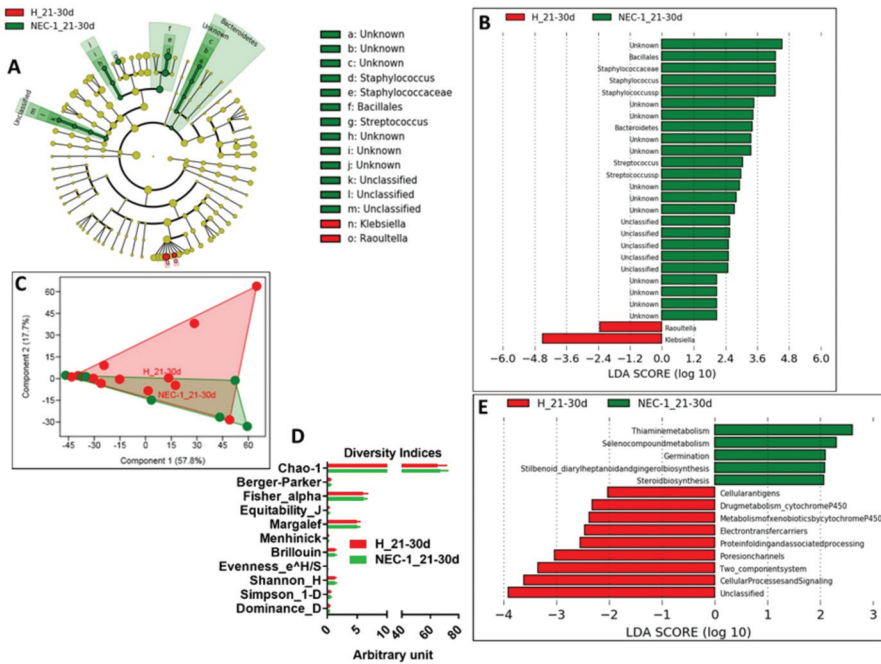 H_21-30d
NEC-1_21-30d
A
Bacteroidetes
Unknown
Unclassified
a: Unknown
b: Unknown
c: Unknown
d: Staphylococcus
e: Staphylococcaceae
f: Bacillales
g: Streptococcus
h: Unknown
i: Unknown
j: Unknown
k: Unclassified
l: Unclassified
m: Unclassified
n: Klebsiella
o: Raoultella
B
H_21-30d NEC-1_21-30d
Unknown
Bacillales
Staphylococcaceae
Staphylococcus
Staphylococcussp
Unknown
Unknown
Bacteroidetes
Unknown
Unknown
Streptococcus
Streptococcussp
Unknown
Unknown
Unknown
Unclassified
Unclassified
Unclassified
Unclassified
Unclassified
Unknown
Unknown
Unknown
Unknown
Raoultella
Klebsiella
−6.0 −4.8 −3.6 −2.4 −1.2 0.0 1.2 2.4 3.6 4.8 6.0
LDA SCORE (log 10)
C
Component 2 (17.7%)
60
45
30
15
0
-15
-30
H_21-30d
NEC-1_21-30d
-45 -30 -15 0 15 30 45 60
Component 1 (57.8%)
D
Diversity Indices
Chao-1
Berger-Parker
Fisher_alpha
Equitability_J
Margalef
Menhinick
Brillouin
Evenness_e^H/S
Shannon_H
Simpson_1-D
Dominance_D
H_21-30d
NEC-1_21-30d
0 5 10 40 60 80
Arbitrary unit
E
H_21-30d NEC-1_21-30d
Thiaminemetabolism
Selenocompoundmetabolism
Germination
Stilbenoid_diarylheptanoidandgingerolbiosynthesis
Steroidbiosynthesis
Cellularantigens
Drugmetabolism_cytochromeP450
MetabolismofxenobioticsbycytochromeP450
Electrontransfercarriers
Proteinfoldingandassociatedprocessing
Poresionchannels
Two_componentsystem
CellularProcessesandSignaling
Unclassified
−4 −3 −2 −1 0 1 2 3
LDA SCORE (log 10)